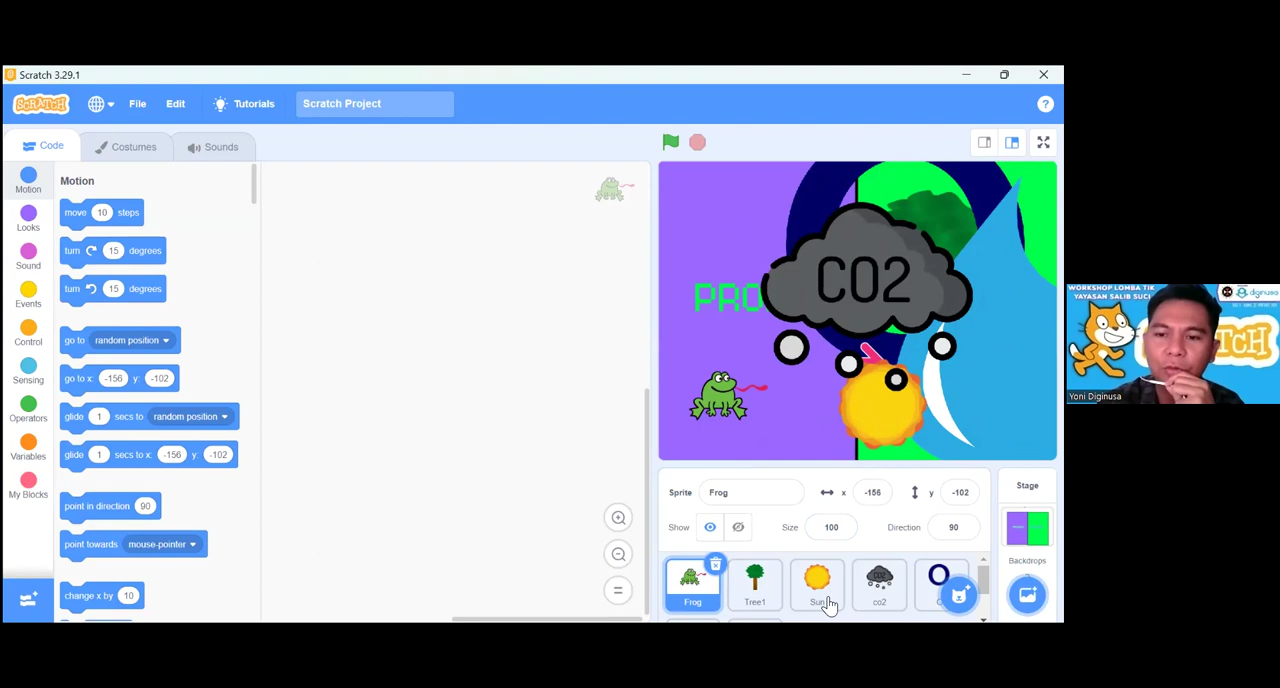 Scratch 3.29.1
SCRATCH
File
Edit
Tutorials
Scratch Project
?
Code
Costumes
Sounds
Motion
Looks
Sound
Events
Control
Sensing
Operators
Variables
My Blocks
Motion
move 10 steps
turn 15 degrees
turn 15 degrees
go to random position
go to x: -156 y: -102
glide 1 secs to random position
glide 1 secs to x: -156 y: -102
point in direction 90
point towards mouse-pointer
change x by 10
PRO
CO2
Sprite Frog x -156 y -102
Show Size 100 Direction 90
Frog
Tree1
Sun
CO2
co2
Stage
Backdrops
WORKSHOP LOMBA TIK
YAYASAN SALIB SUCI
diginusa
Yoni Diginusa